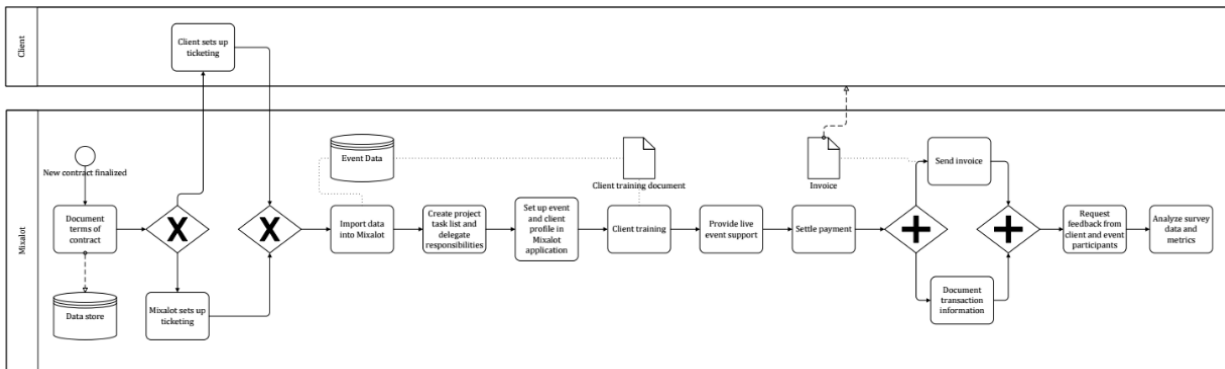 Client
Client sets up
ticketing
Mixalot
New contract finalized
Document
terms of
contract
Data store
X
Mixalot sets up
ticketing
X
Event Data
Import data
into Mixalot
Create project
task list and
delegate
responsibilities
Set up event
and client
profile in
Mixalot
application
Client training document
Client training
Provide live
event support
Settle payment
Invoice
Send invoice
Document
transaction
information
Request
feedback from
client and event
participants
Analyze survey
data and
metrics